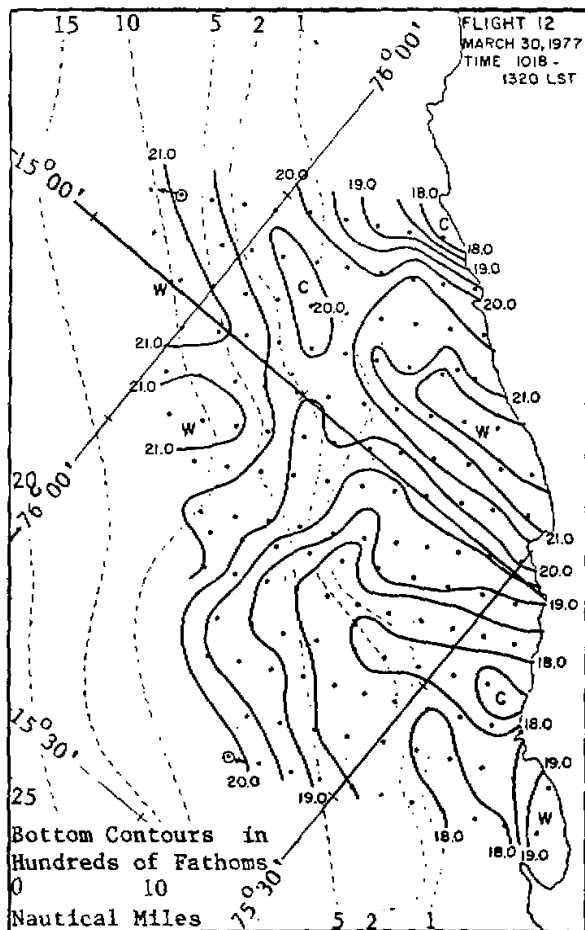 15 10 5 2 1
FLIGHT 12
MARCH 30, 1977
TIME 1018-
1320 LST
76° 00'
15° 00'
21.0
20.0
19.0
18.0
C
18.0
19.0
20.0
W
C
20.0
21.0
21.0
21.0
W
21.0
W
20
76° 00'
21.0
20.0
19.0
18.0
C
18.0
15° 30'
20.0
19.0
19.0
W
25
18.0
18.0
19.0
Bottom Contours in
Hundreds of Fathoms
0 10
75° 30'
Nautical Miles
5 2 1